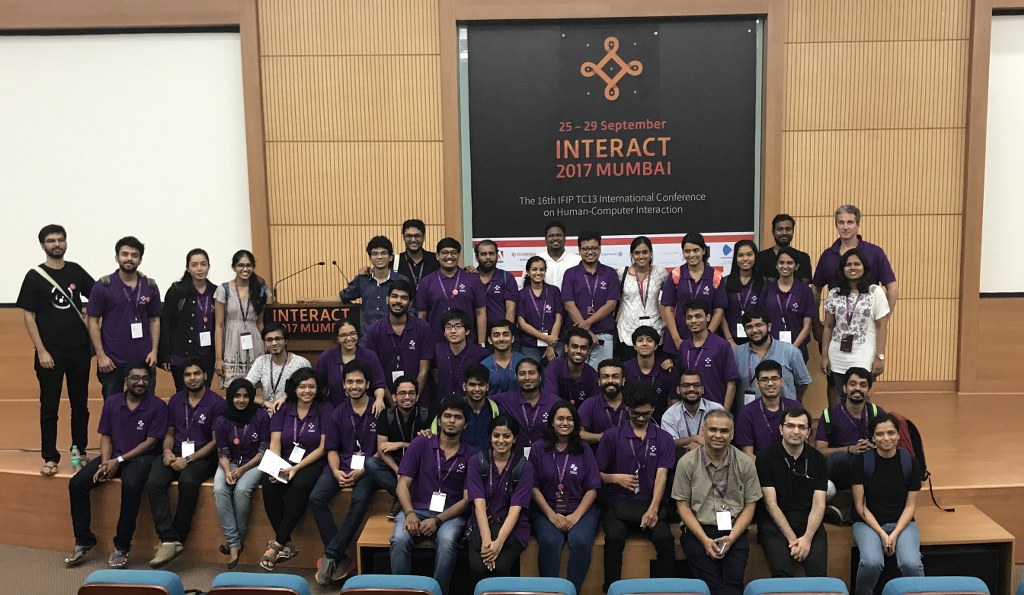 25 – 29 September
INTERACT
2017 MUMBAI
The 16th IFIP TC13 International Conference
on Human-Computer Interaction
INTERACT
2017 MUMBAI